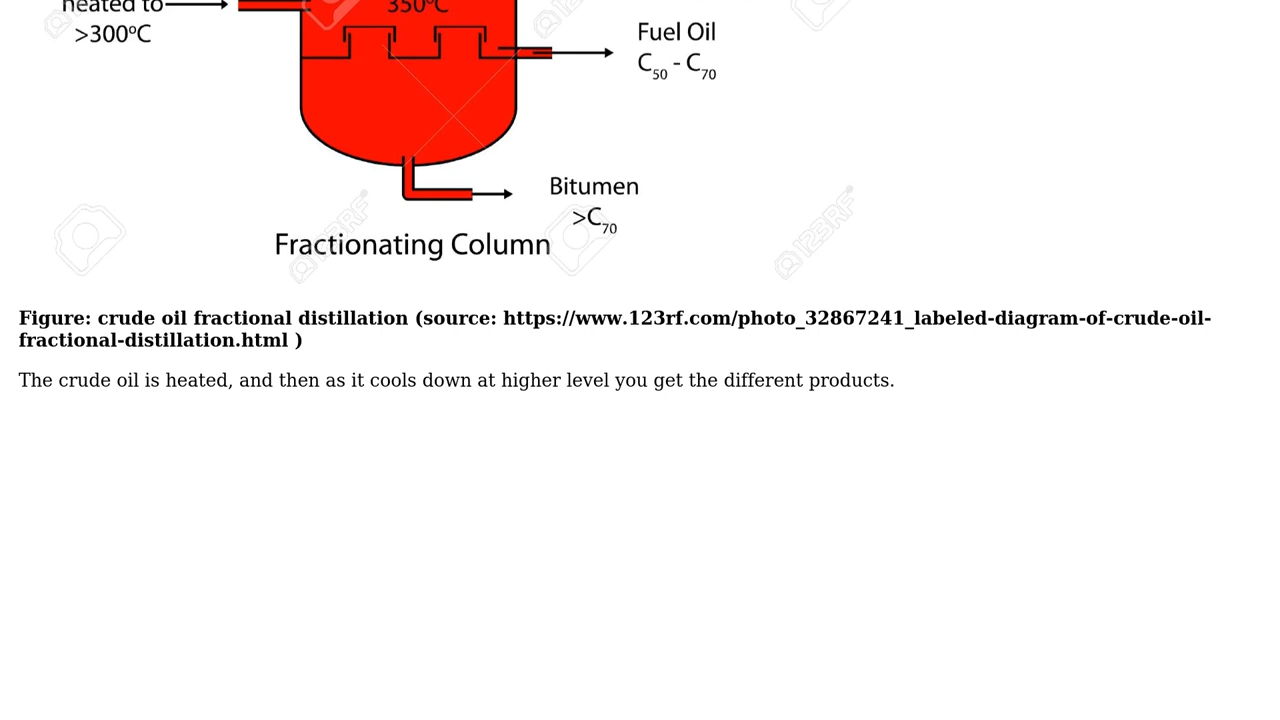 heated to
>300ºC
350ºC
Fuel Oil
C50 - C70
Bitumen
>C70
Fractionating Column
123RF
123RF
Figure: crude oil fractional distillation (source: https://www.123rf.com/photo_32867241_labeled-diagram-of-crude-oil-
fractional-distillation.html )
The crude oil is heated, and then as it cools down at higher level you get the different products.